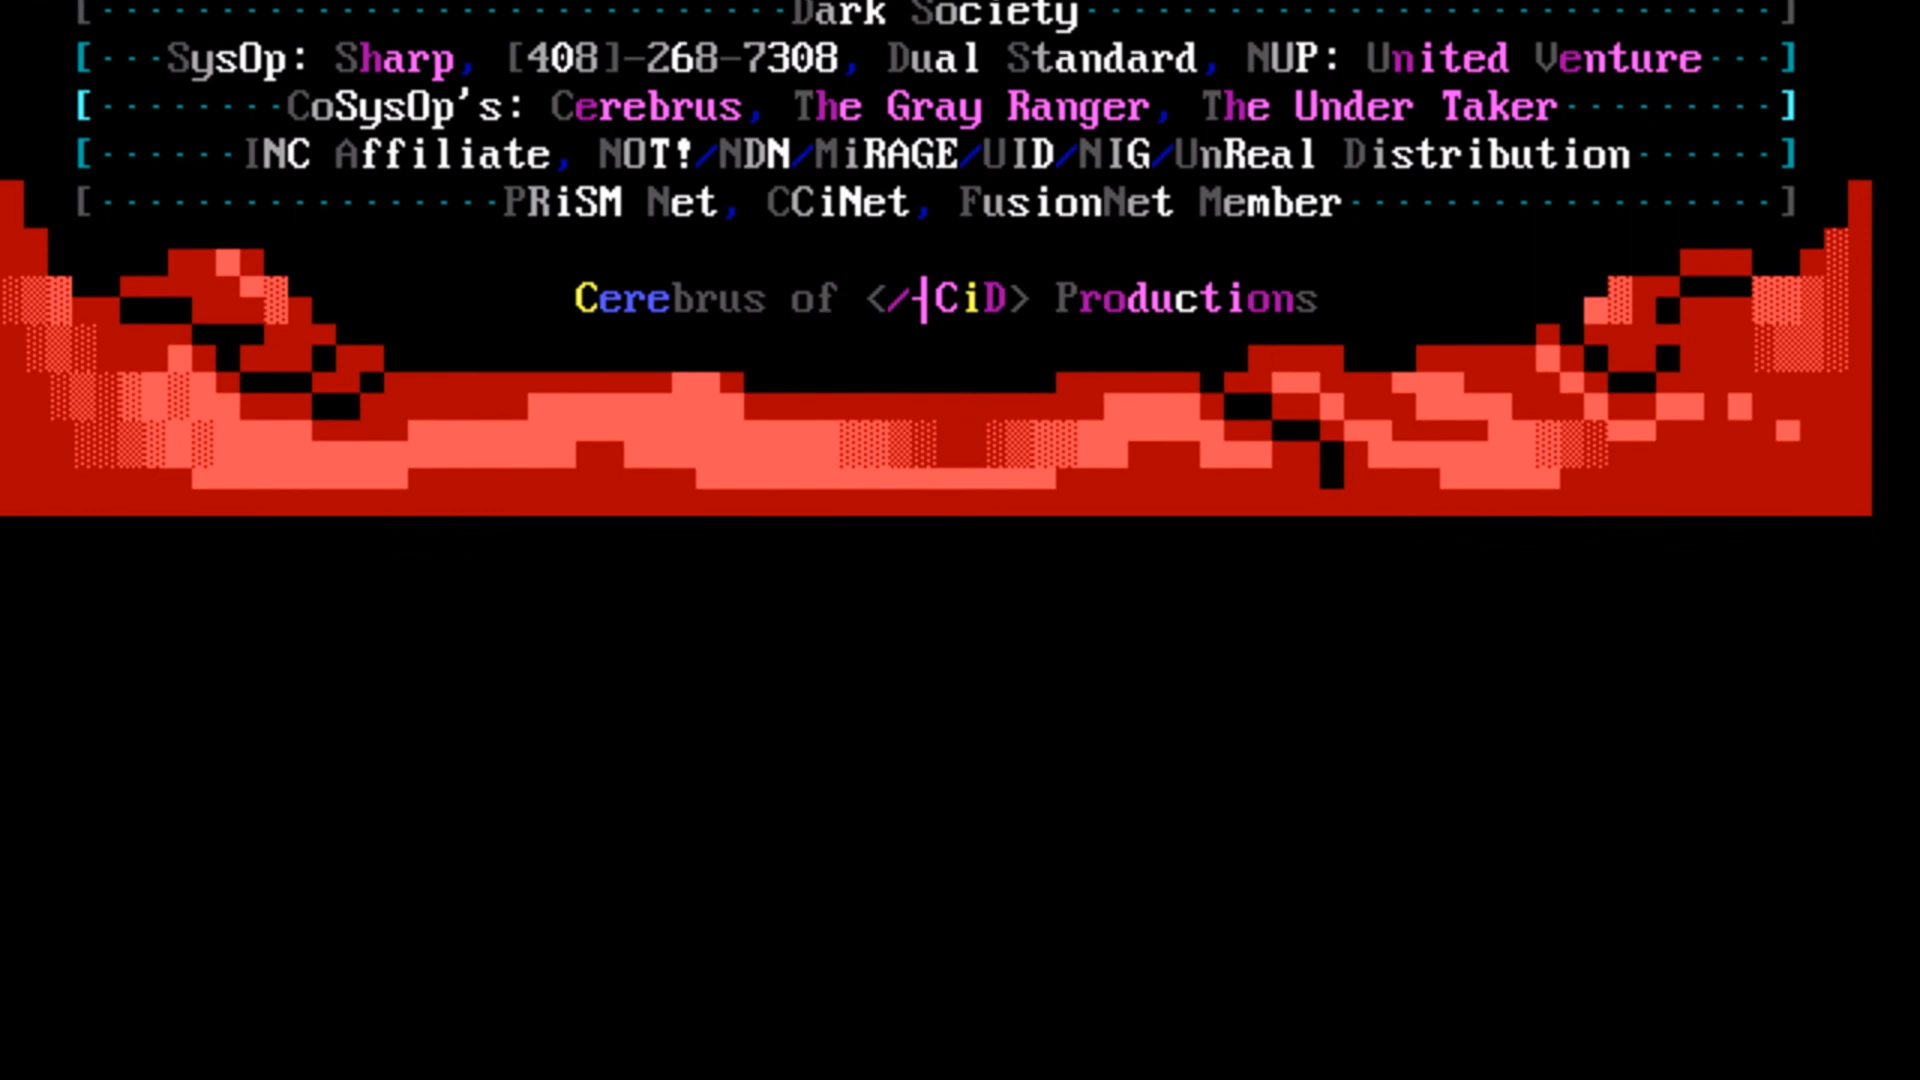 [·····························Dark Society·····························]
[···SysOp: Sharp, [408]-268-7308, Dual Standard, NUP: United Venture···]
[········CoSysOp's: Cerebrus, The Gray Ranger, The Under Taker·········]
[······INC Affiliate, NOT!/NDN/MiRAGE/UID/NIG/UnReal Distribution······]
[·················PRiSM Net, CCiNet, FusionNet Member··················]
Cerebrus of </┤CiD> Productions